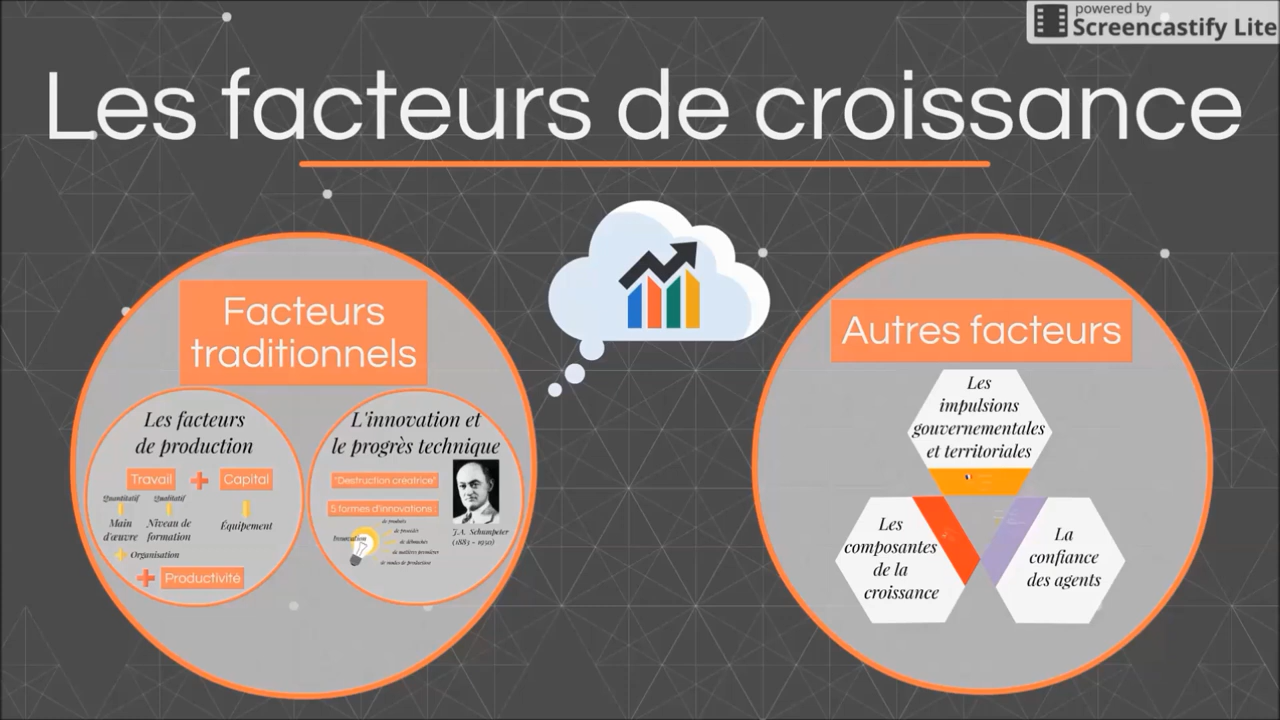 powered by
Screencastify Lite
Les facteurs de croissance
Facteurs
traditionnels
Les facteurs
de production
Travail
Capital
Quantitatif
Qualitatif
Main
d'œuvre
Niveau de
formation
Équipement
Organisation
Productivité
L'innovation et
le progrès technique
"Destruction créatrice"
5 formes d'innovations :
Innovation
de produits
de procédés
de débouchés
de matières premières
de modes de production
J.A. Schumpeter
(1883 - 1950)
Autres facteurs
Les
impulsions
gouvernementales
et territoriales
Les
composantes
de la
croissance
La
confiance
des agents